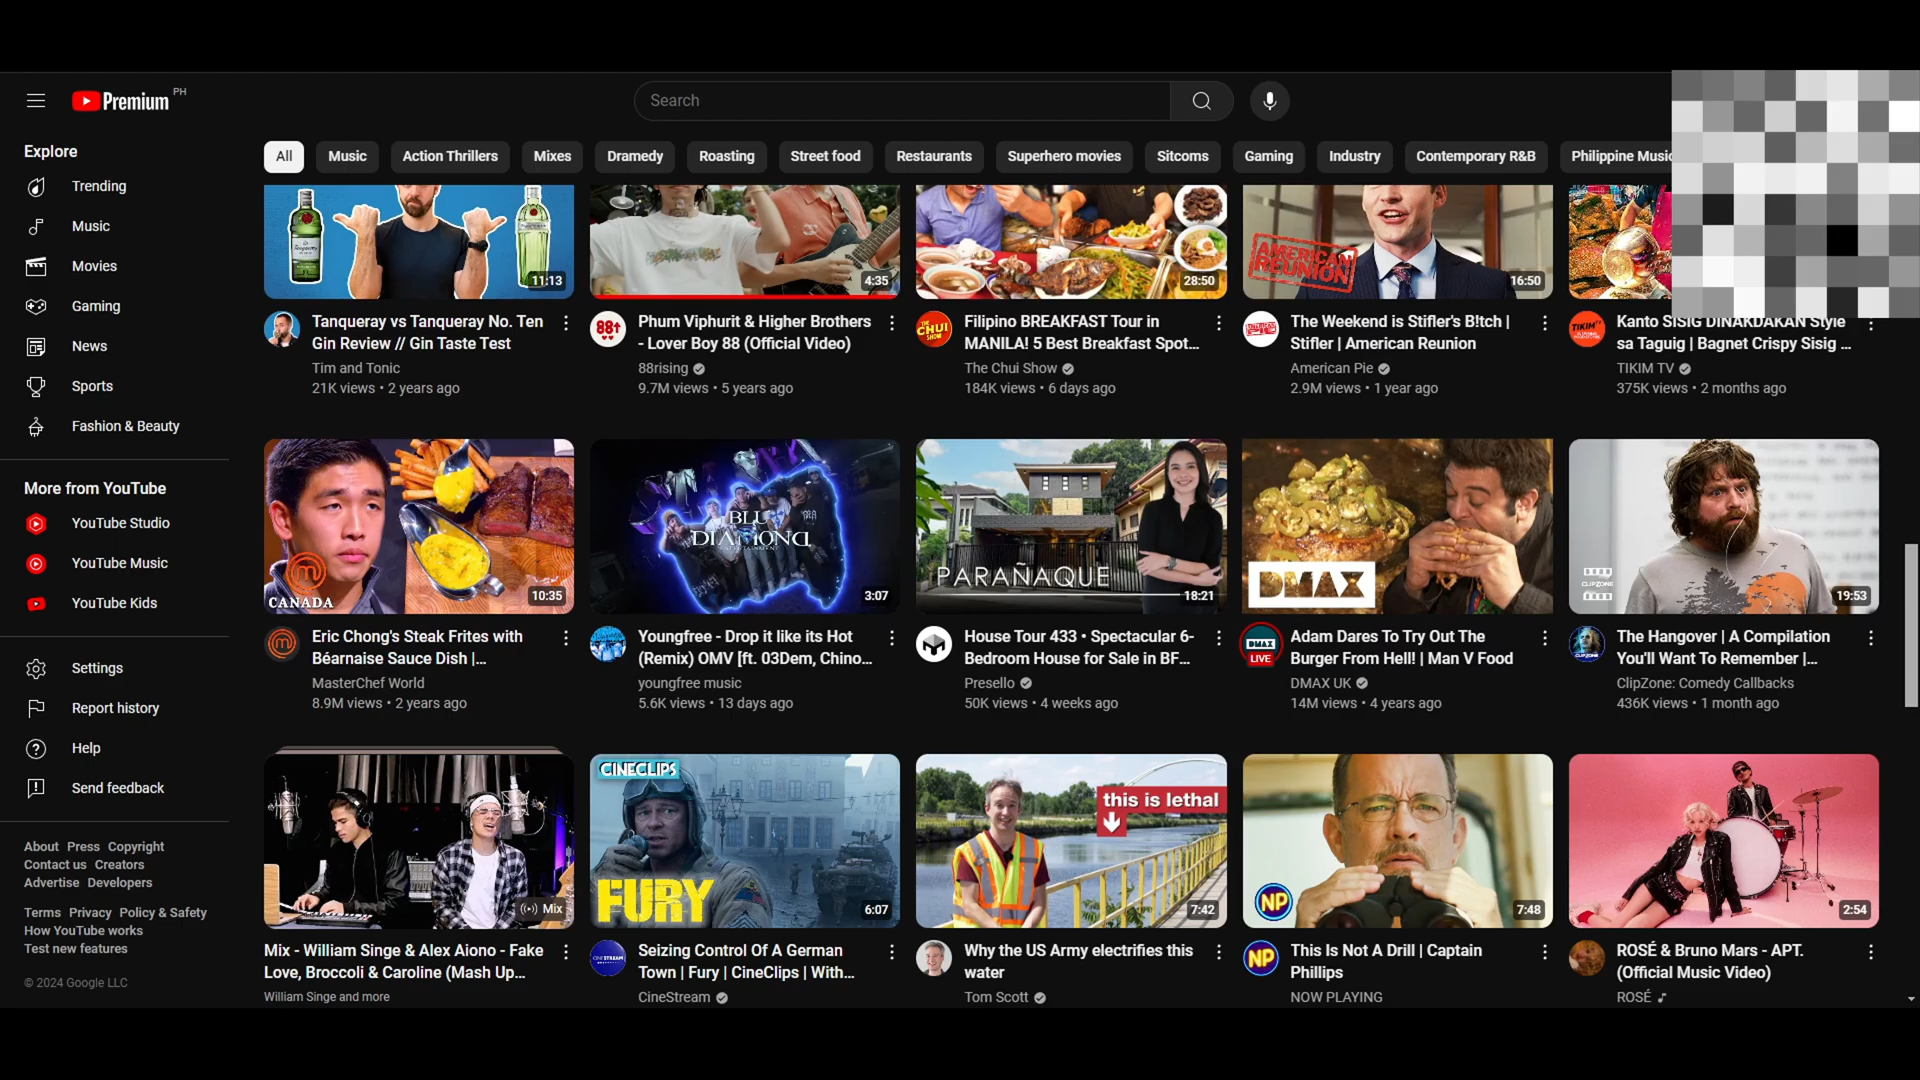 Premium PH
Search
Explore
Trending
Music
Movies
Gaming
News
Sports
Fashion & Beauty
More from YouTube
YouTube Studio
YouTube Music
YouTube Kids
Settings
Report history
Help
Send feedback
About Press Copyright
Contact us Creators
Advertise Developers
Terms Privacy Policy & Safety
How YouTube works
Test new features
© 2024 Google LLC
All Music Action Thrillers Mixes Dramedy Roasting Street food Restaurants Superhero movies Sitcoms Gaming Industry Contemporary R&B Philippine Music
11:13
Tanqueray vs Tanqueray No. Ten
Gin Review // Gin Taste Test
Tim and Tonic
21K views • 2 years ago
4:35
88↑
Phum Viphurit & Higher Brothers
- Lover Boy 88 (Official Video)
88rising
9.7M views • 5 years ago
28:50
THE CHUI SHOW
Filipino BREAKFAST Tour in
MANILA! 5 Best Breakfast Spot...
The Chui Show
184K views • 6 days ago
AMERICAN
REUNION
16:50
The Weekend is Stifler's B!tch |
Stifler | American Reunion
American Pie
2.9M views • 1 year ago
TIKIM TV
Kanto SISIG DINAKDAKAN Style
sa Taguig | Bagnet Crispy Sisig ...
TIKIM TV
375K views • 2 months ago
CANADA
10:35
Eric Chong's Steak Frites with
Béarnaise Sauce Dish |...
MasterChef World
8.9M views • 2 years ago
BLU
DIAMOND
ENTERTAINMENT
3:07
Youngfree - Drop it like its Hot
(Remix) OMV [ft. 03Dem, Chino...
youngfree music
5.6K views • 13 days ago
PARAÑAQUE
18:21
House Tour 433 • Spectacular 6-
Bedroom House for Sale in BF...
Presello
50K views • 4 weeks ago
DMAX
DMAX
LIVE
Adam Dares To Try Out The
Burger From Hell! | Man V Food
DMAX UK
14M views • 4 years ago
CLIPZONE
19:53
The Hangover | A Compilation
You'll Want To Remember |...
ClipZone: Comedy Callbacks
436K views • 1 month ago
Mix
Mix - William Singe & Alex Aiono - Fake
Love, Broccoli & Caroline (Mash Up...
William Singe and more
CINECLIPS
FURY
6:07
Seizing Control Of A German
Town | Fury | CineClips | With...
CineStream
this is lethal
7:42
Why the US Army electrifies this
water
Tom Scott
NP
7:48
NP
This Is Not A Drill | Captain
Phillips
NOW PLAYING
2:54
ROSÉ & Bruno Mars - APT.
(Official Music Video)
ROSÉ